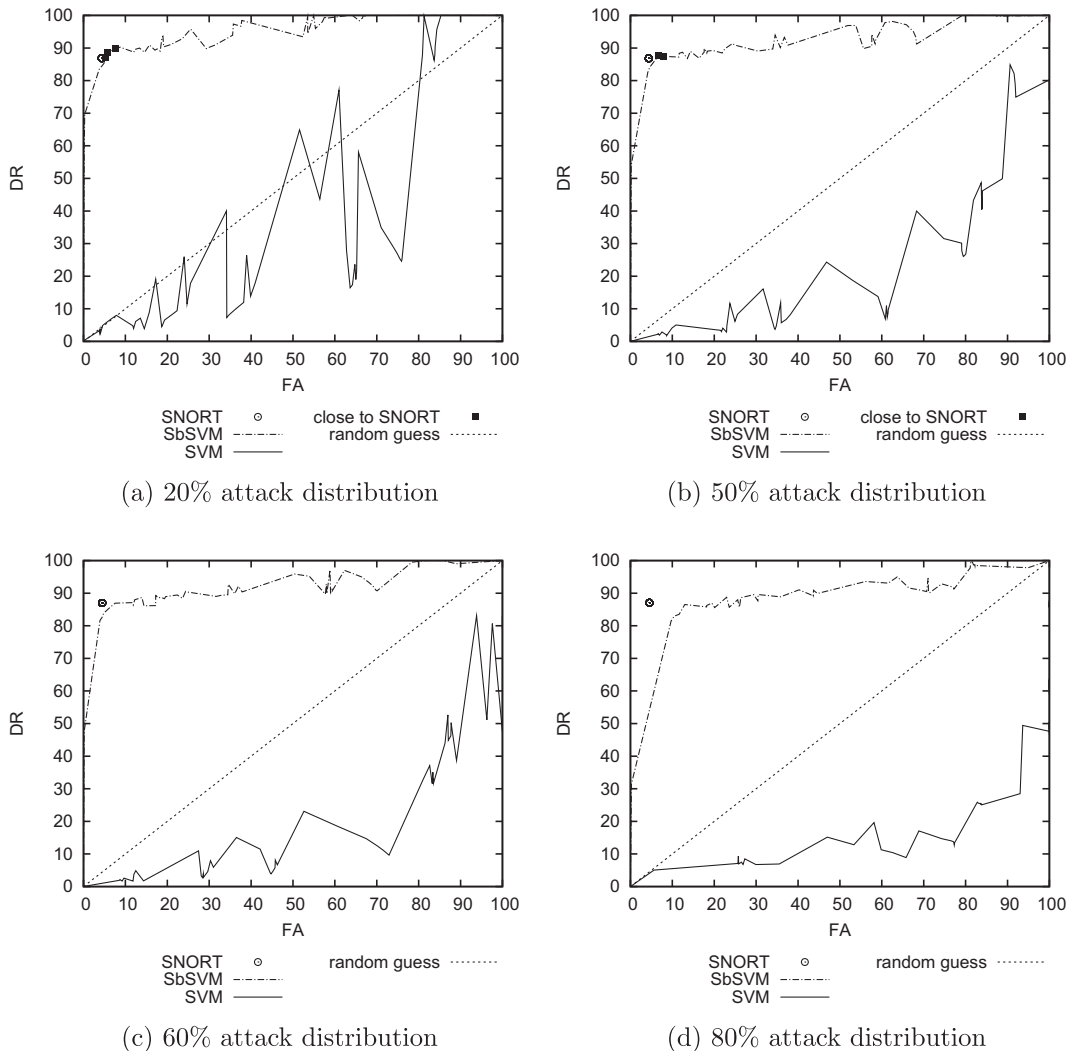 100
90
80
70
60
50
40
30
20
10
0
DR
0 10 20 30 40 50 60 70 80 90 100
FA
SNORT close to SNORT
SbSVM random guess
SVM
(a) 20% attack distribution
100
90
80
70
60
50
40
30
20
10
0
DR
0 10 20 30 40 50 60 70 80 90 100
FA
SNORT close to SNORT
SbSVM random guess
SVM
(b) 50% attack distribution
100
90
80
70
60
50
40
30
20
10
0
DR
0 10 20 30 40 50 60 70 80 90 100
FA
SNORT random guess
SbSVM
SVM
(c) 60% attack distribution
100
90
80
70
60
50
40
30
20
10
0
DR
0 10 20 30 40 50 60 70 80 90 100
FA
SNORT random guess
SbSVM
SVM
(d) 80% attack distribution